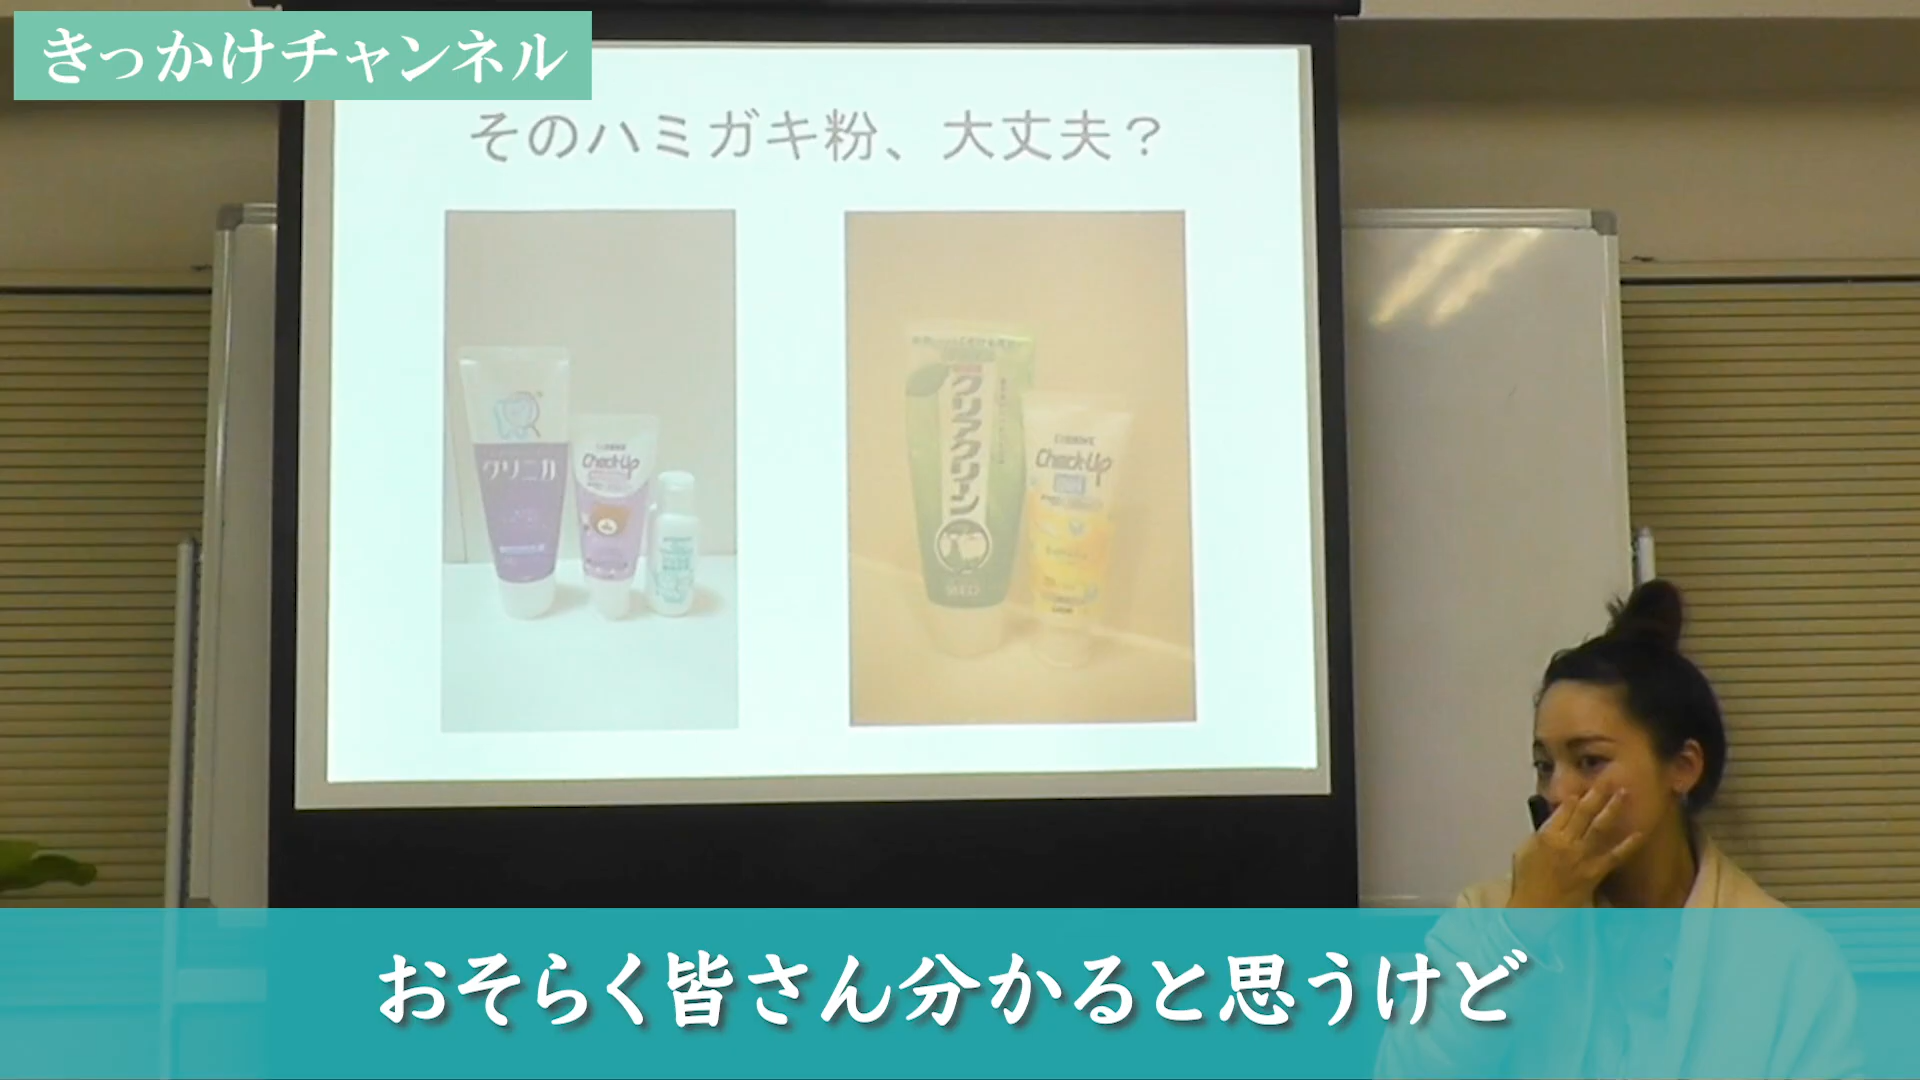 きっかけチャンネル
そのハミガキ粉、大丈夫？
クリニカ
Check-Up
クリアクリーン
Check-Up
おそらく皆さん分かると思うけど